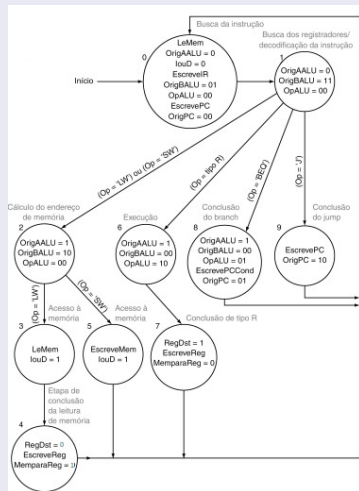 Busca da instrução
0
LeMem
OrigAALU = 0
IouD = 0
EscreveIR
OrigBALU = 01
OpALU = 00
EscrevePC
OrigPC = 00
Início
Busca dos registradores/
decodificação da instrução
1
OrigAALU = 0
OrigBALU = 11
OpALU = 00
(Op = 'LW') ou (Op = 'SW')
(Op = tipo R)
(Op = 'BEQ')
(Op = 'J')
Cálculo do endereço
de memória
2
OrigAALU = 1
OrigBALU = 10
OpALU = 00
Execução
6
OrigAALU = 1
OrigBALU = 00
OpALU = 10
Conclusão
do branch
8
OrigAALU = 1
OrigBALU = 00
OpALU = 01
EscrevePCCond
OrigPC = 01
Conclusão
do jump
9
EscrevePC
OrigPC = 10
(Op = 'LW')
(Op = 'SW')
Acesso à
memória
3
LeMem
IouD = 1
Acesso à
memória
5
EscreveMem
IouD = 1
Conclusão de tipo R
7
RegDst = 1
EscreveReg
MemparaReg = 0
Etapa de
conclusão
da leitura
de memória
4
RegDst = 0
EscreveReg
MemparaReg =